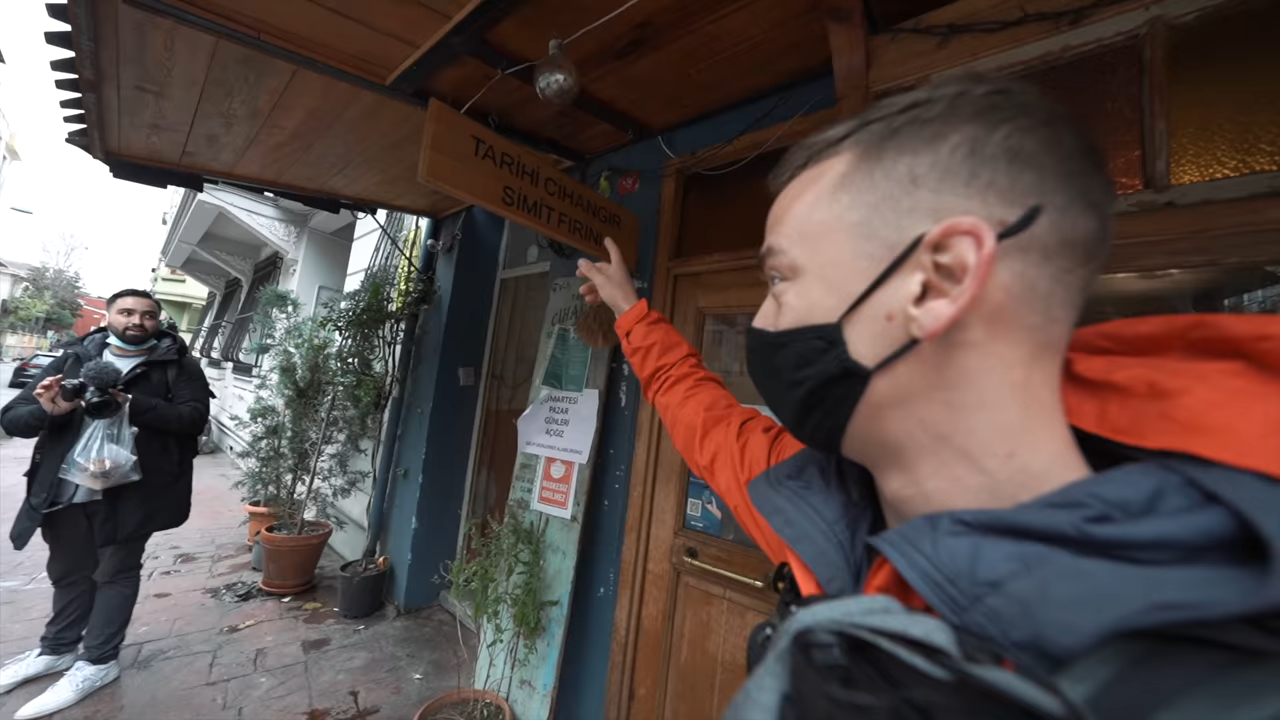 TARİHİ CİHANGİR
SİMİT FIRINI
CUMARTESİ
PAZAR
GÜNLERİ
AÇIĞIZ
MASKESİZ
GİRİLMEZ